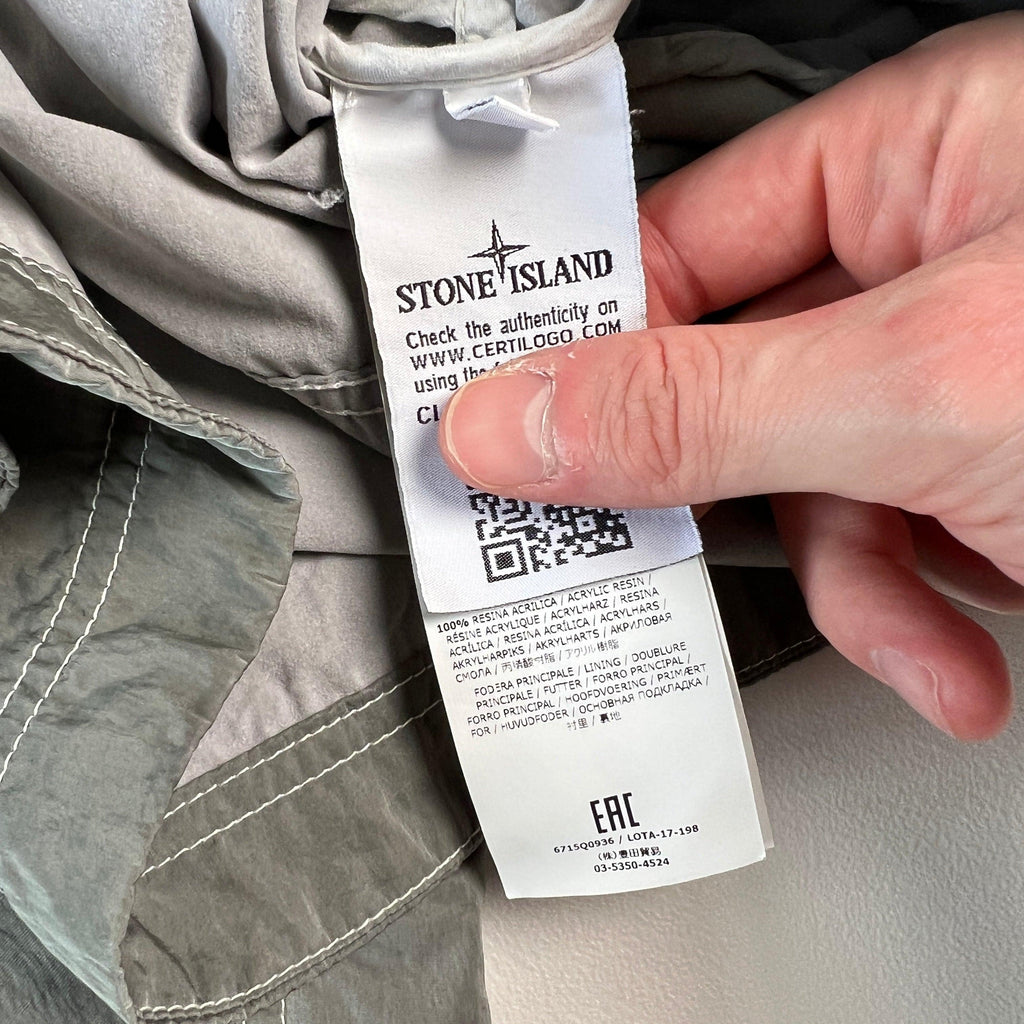 STONE ISLAND
Check the authenticity on
WWW.CERTILOGO.COM
using the
100% RESINA ACRILICA / ACRYLIC RESIN /
RÉSINE ACRYLIQUE / ACRYLHARZ / RESINA
ACRÍLICA / RESINA ACRÍLICA / ACRYLHARS /
AKRYLHARPIKS / AKRYLHARTS / АКРИЛОВАЯ
СМОЛА / 丙烯酸树脂 / アクリル樹脂
FODERA PRINCIPALE / LINING / DOUBLURE
PRINCIPALE / FUTTER / FORRO PRINCIPAL /
FORRO PRINCIPAL / HOOFDVOERING / PRIMÆRT
FOR / HUVUDFODER / ОСНОВНАЯ ПОДКЛАДКА /
衬里 / 裏地
EAC
6715Q0936 / LOTA-17-198
(株)豊田貿易
03-5350-4524